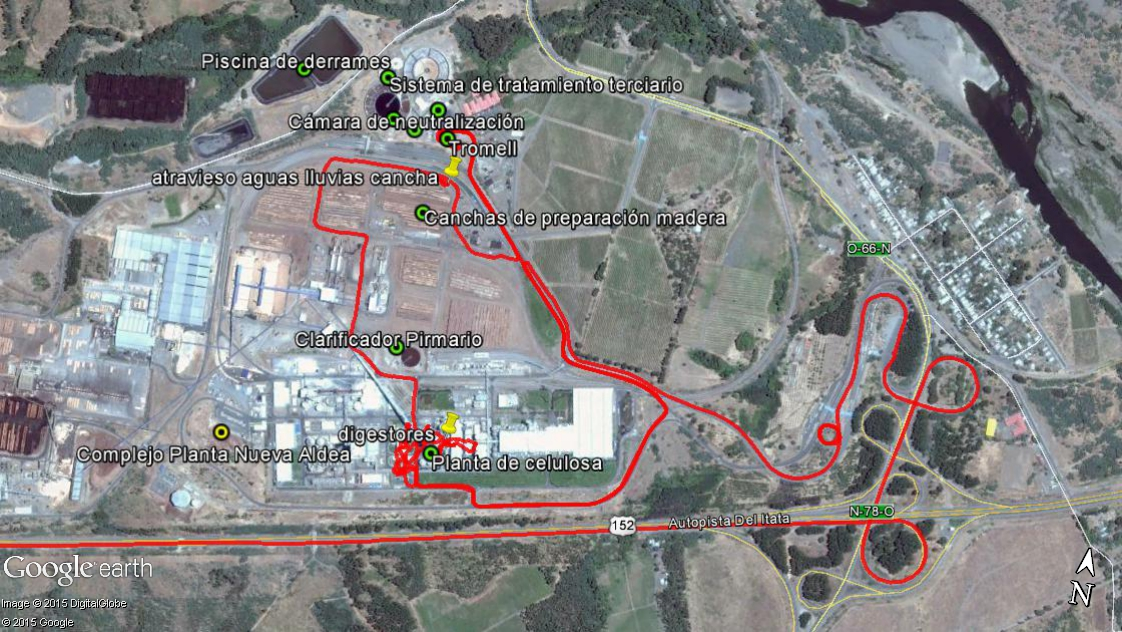 Piscina de derrames
Sistema de tratamiento terciario
Cámara de neutralización
Tromell
atravieso aguas lluvias cancha
Canchas de preparación madera
O-66-N
Clarificador Pirmario
digestores
Complejo Planta Nueva Aldea
Planta de celulosa
N-78-O
152
Autopista Del Itata
Google earth
N
Image © 2015 DigitalGlobe
© 2015 Google